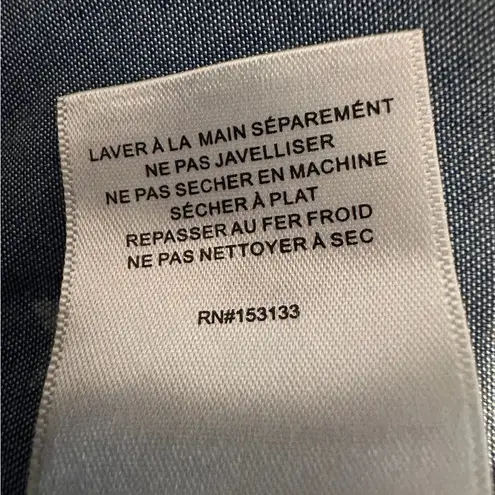 LAVER À LA MAIN SÉPAREMÉNT
NE PAS JAVELLISER
NE PAS SECHER EN MACHINE
SÉCHER À PLAT
REPASSER AU FER FROID
NE PAS NETTOYER À SEC
RN#153133